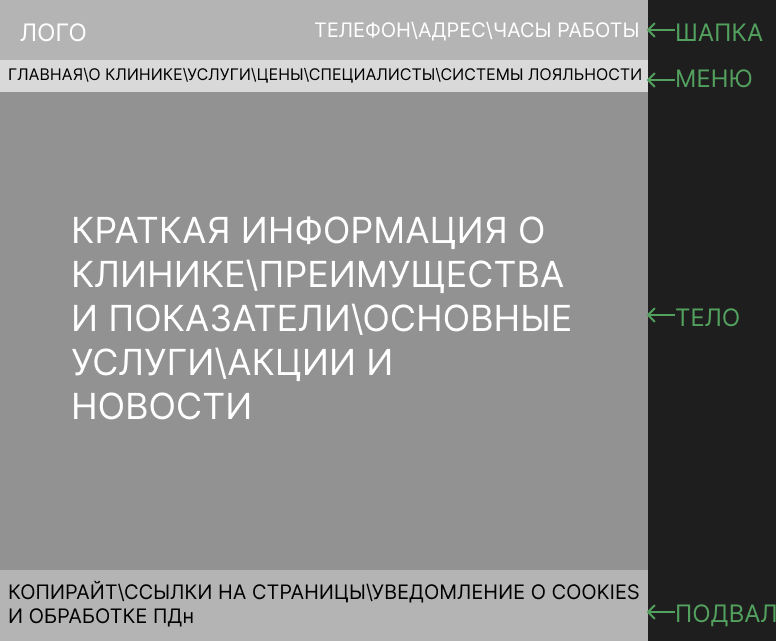 ЛОГО
ТЕЛЕФОН\АДРЕС\ЧАСЫ РАБОТЫ
ШАПКА
ГЛАВНАЯ\О КЛИНИКЕ\УСЛУГИ\ЦЕНЫ\СПЕЦИАЛИСТЫ\СИСТЕМЫ ЛОЯЛЬНОСТИ
МЕНЮ
КРАТКАЯ ИНФОРМАЦИЯ О
КЛИНИКЕ\ПРЕИМУЩЕСТВА
И ПОКАЗАТЕЛИ\ОСНОВНЫЕ
УСЛУГИ\АКЦИИ И
НОВОСТИ
ТЕЛО
КОПИРАЙТ\ССЫЛКИ НА СТРАНИЦЫ\УВЕДОМЛЕНИЕ О COOKIES
И ОБРАБОТКЕ ПДн
ПОДВАЛ